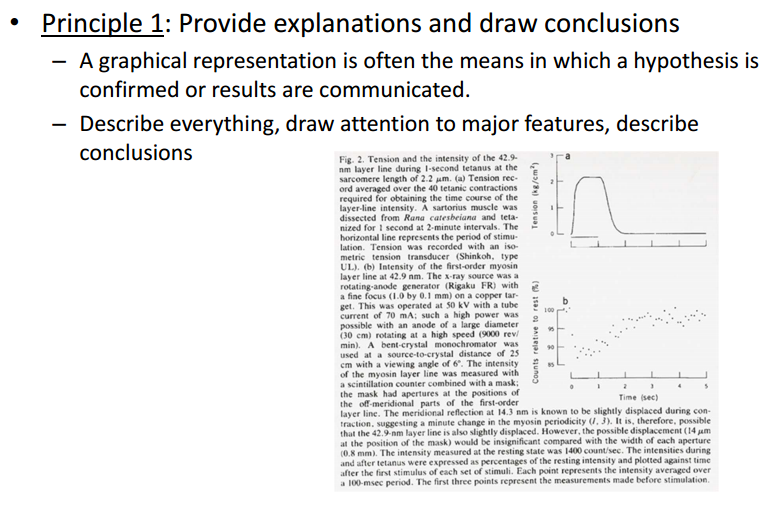 • Principle 1: Provide explanations and draw conclusions
– A graphical representation is often the means in which a hypothesis is
confirmed or results are communicated.
– Describe everything, draw attention to major features, describe
conclusions
Fig. 2. Tension and the intensity of the 42.9-
nm layer line during 1-second tetanus at the
sarcomere length of 2.2 μm. (a) Tension rec-
ord averaged over the 40 tetanic contractions
required for obtaining the time course of the
layer-line intensity. A sartorius muscle was
dissected from Rana catesbeiana and teta-
nized for 1 second at 2-minute intervals. The
horizontal line represents the period of stimu-
lation. Tension was recorded with an iso-
metric tension transducer (Shinkoh, type
UL). (b) Intensity of the first-order myosin
layer line at 42.9 nm. The x-ray source was a
rotating-anode generator (Rigaku FR) with
a fine focus (1.0 by 0.1 mm) on a copper tar-
get. This was operated at 50 kV with a tube
current of 70 mA; such a high power was
possible with an anode of a large diameter
(30 cm) rotating at a high speed (9000 rev/
min). A bent-crystal monochromator was
used at a source-to-crystal distance of 25
cm with a viewing angle of 6°. The intensity
of the myosin layer line was measured with
a scintillation counter combined with a mask;
the mask had apertures at the positions of
the off-meridional parts of the first-order
layer line. The meridional reflection at 14.3 nm is known to be slightly displaced during con-
traction, suggesting a minute change in the myosin periodicity (1, 3). It is, therefore, possible
that the 42.9-nm layer line is also slightly displaced. However, the possible displacement (14 μm
at the position of the mask) would be insignificant compared with the width of each aperture
(0.8 mm). The intensity measured at the resting state was 1400 count/sec. The intensities during
and after tetanus were expressed as percentages of the resting intensity and plotted against time
after the first stimulus of each set of stimuli. Each point represents the intensity averaged over
a 100-msec period. The first three points represent the measurements made before stimulation.
a
Tension (kg/cm²)
3
2
1
0
b
Counts relative to rest (%)
100
95
90
85
0 1 2 3 4 5
Time (sec)